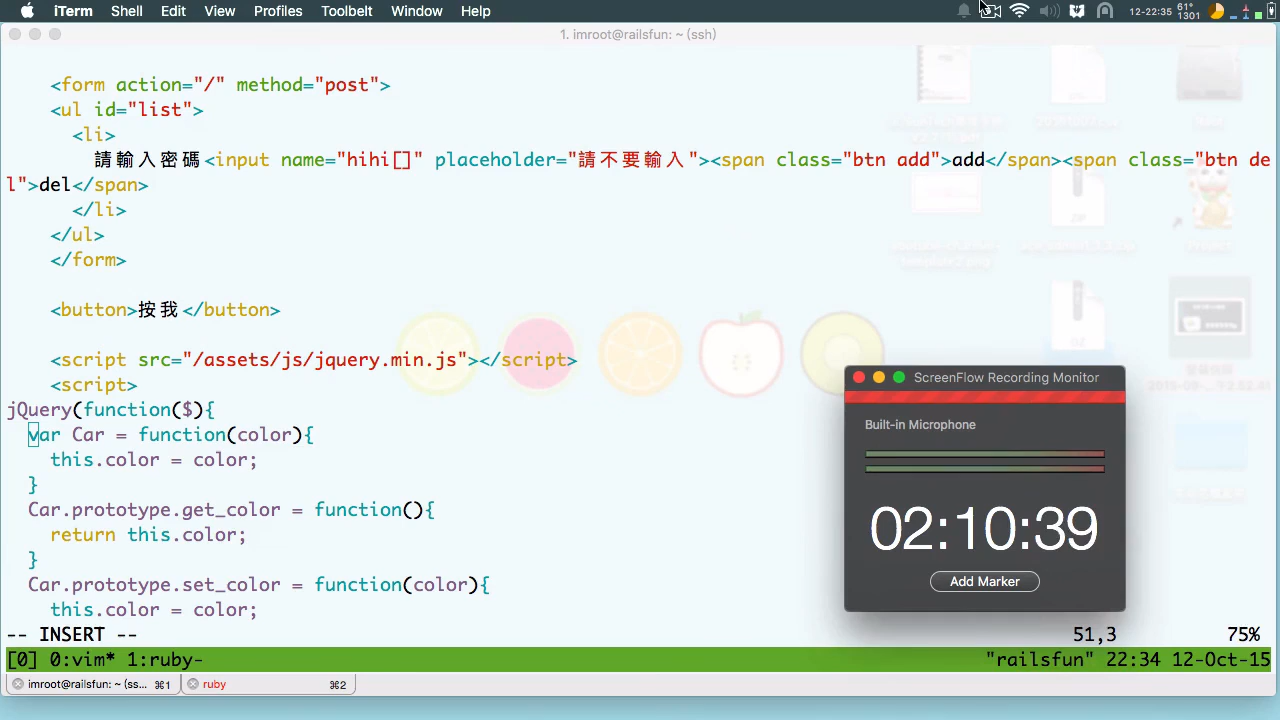 iTerm Shell Edit View Profiles Toolbelt Window Help 12-22:35 61° 1301
1. imroot@railsfun: ~ (ssh)
<form action="/" method="post">
<ul id="list">
<li>
請輸入密碼<input name="hihi[]" placeholder="請不要輸入"><span class="btn add">add</span><span class="btn de
l">del</span>
</li>
</ul>
</form>
<button>按我</button>
<script src="/assets/js/jquery.min.js"></script>
<script>
jQuery(function($){
var Car = function(color){
this.color = color;
}
Car.prototype.get_color = function(){
return this.color;
}
Car.prototype.set_color = function(color){
this.color = color;
-- INSERT -- 51,3 75%
[0] 0:vim* 1:ruby- "railsfun" 22:34 12-Oct-15
imroot@railsfun: ~ (ss... ⌘1 ruby ⌘2
ScreenFlow Recording Monitor
Built-in Microphone
02:10:39
Add Marker